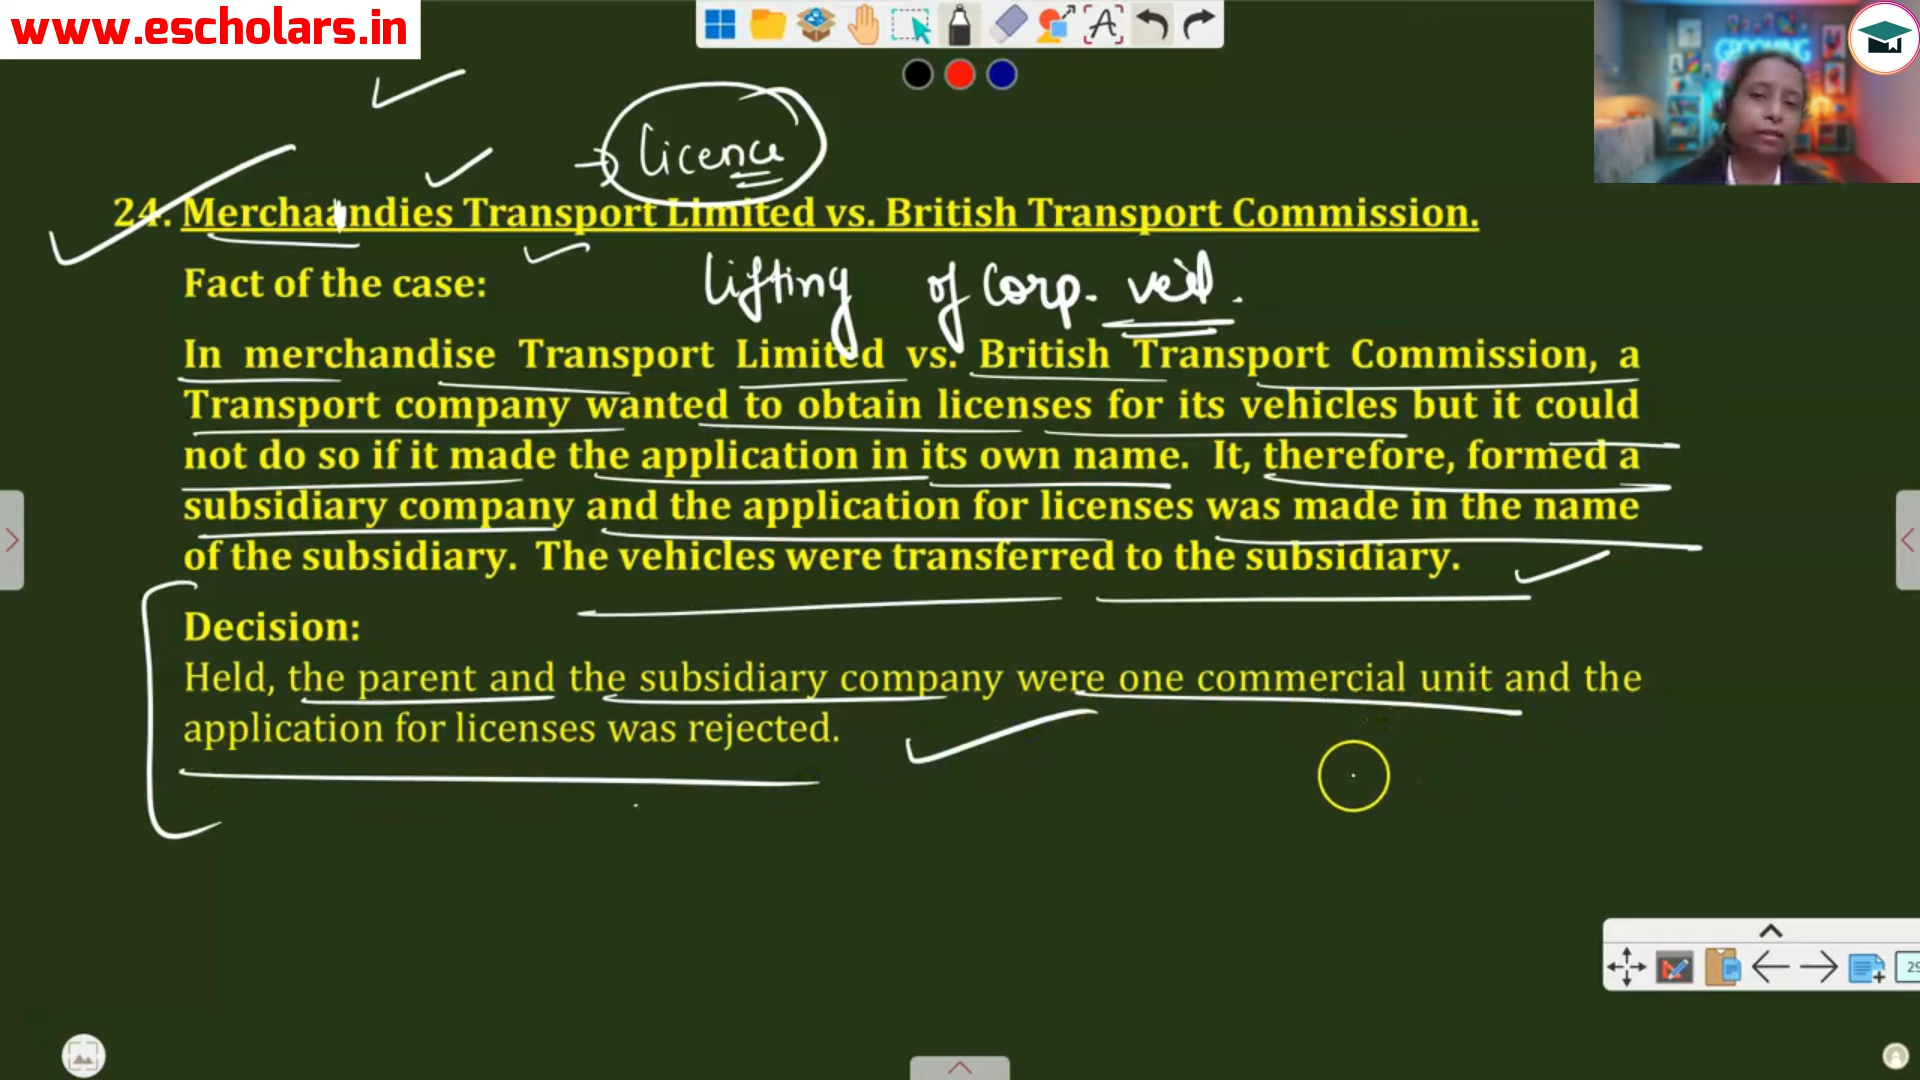 www.escholars.in
GROOMING
Licence
24. Merchaandies Transport Limited vs. British Transport Commission.
Fact of the case:
Lifting of Corp. veil.
In merchandise Transport Limited vs. British Transport Commission, a
Transport company wanted to obtain licenses for its vehicles but it could
not do so if it made the application in its own name. It, therefore, formed a
subsidiary company and the application for licenses was made in the name
of the subsidiary. The vehicles were transferred to the subsidiary.
Decision:
Held, the parent and the subsidiary company were one commercial unit and the
application for licenses was rejected.